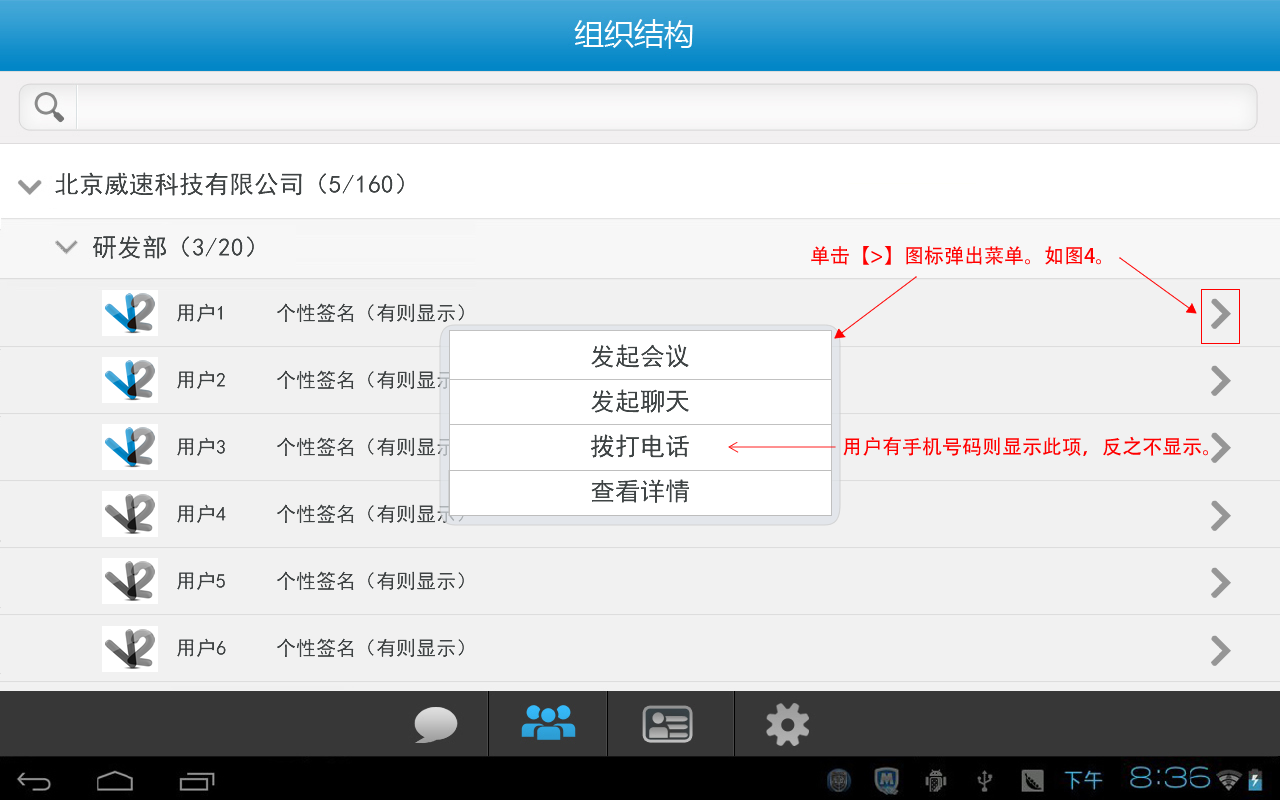 组织结构
北京威速科技有限公司（5/160）
研发部（3/20）
单击【>】图标弹出菜单。如图4。
用户1 个性签名（有则显示）
发起会议
用户2 个性签名（有则显示
发起聊天
用户3 个性签名（有则显示
拨打电话
用户有手机号码则显示此项，反之不显示。
查看详情
用户4 个性签名（有则显示）
用户5 个性签名（有则显示）
用户6 个性签名（有则显示）
下午 8:36